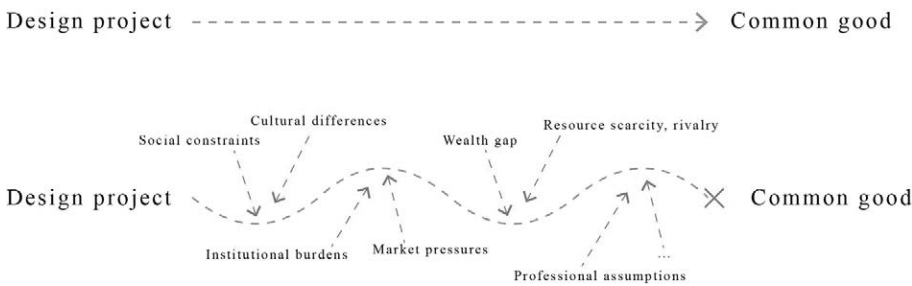 Design project
Common good
Cultural differences
Social constraints
Wealth gap
Resource scarcity, rivalry
Design project
Common good
Institutional burdens
Market pressures
...
Professional assumptions